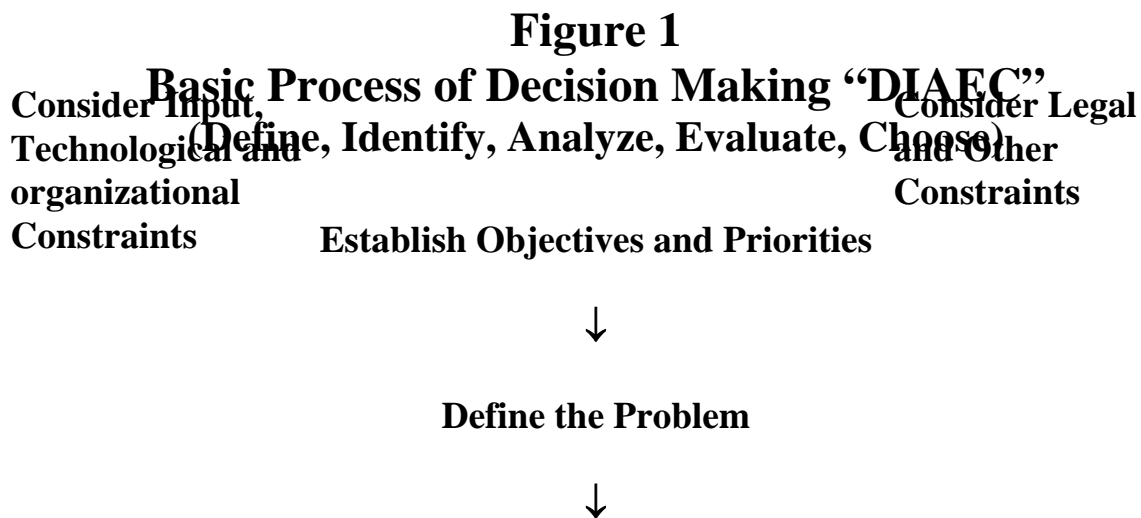 Figure 1
Basic Process of Decision Making “DIAEC”
(Define, Identify, Analyze, Evaluate, Choose)
Consider Input,
Technological and
organizational
Constraints
Consider Legal
and Other
Constraints
Establish Objectives and Priorities
↓
Define the Problem
↓